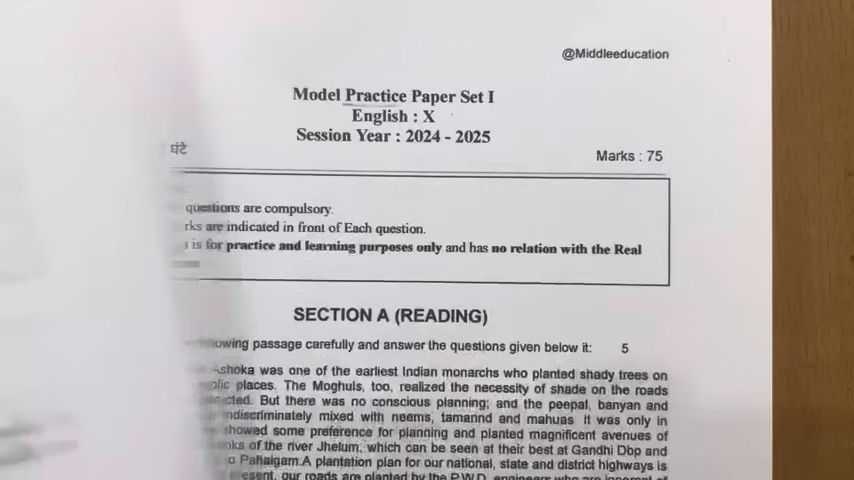 @Middleeducation
Model Practice Paper Set I
English : X
Session Year : 2024 - 2025
घंटे
Marks : 75
questions are compulsory.
are indicated in front of Each question.
is for practice and learning purposes only and has no relation with the Real
SECTION A (READING)
passage carefully and answer the questions given below it: 5
Ashoka was one of the earliest Indian monarchs who planted shady trees on
places. The Moghuls, too, realized the necessity of shade on the roads
But there was no conscious planning; and the peepal, banyan and
indiscriminately mixed with neems, tamannd and mahuas. It was only in
showed some preference for planning and planted magnificent avenues of
of the river Jhelum, which can be seen at their best at Gandhi Dbp and
Pahalgam.A plantation plan for our national, state and district highways is
our roads are planted by the P.W.D. engineers who are ignorant of